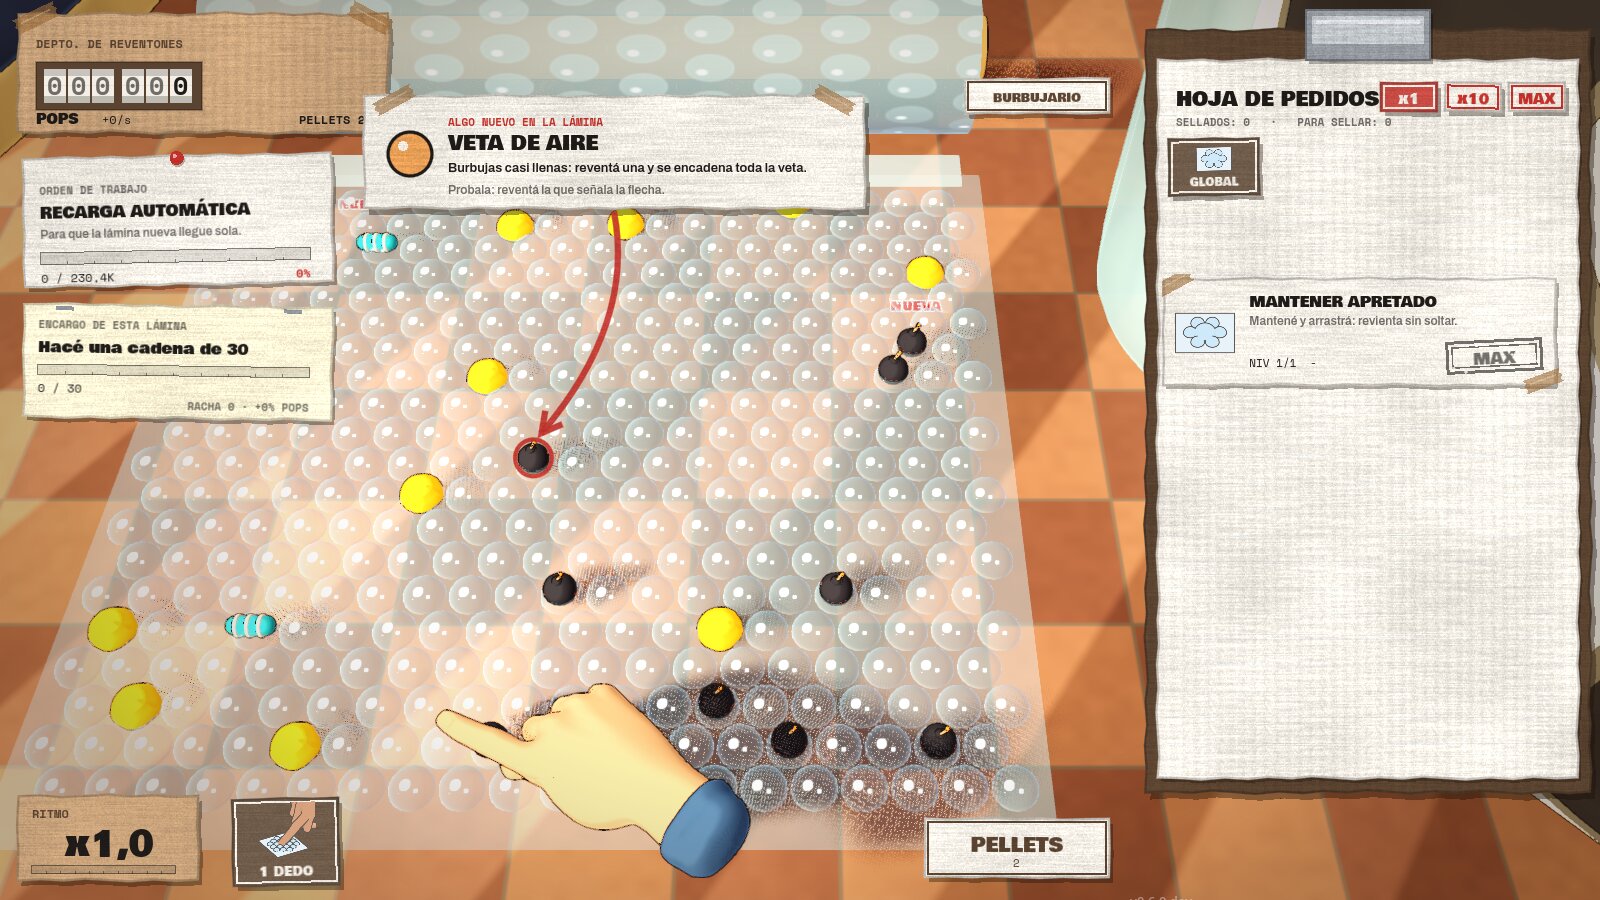 DEPTO. DE REVENTONES
000000
POPS +0/s PELLETS 2
ALGO NUEVO EN LA LÁMINA
VETA DE AIRE
Burbujas casi llenas: reventá una y se encadena toda la veta.
Probala: reventá la que señala la flecha.
BURBUJARIO
ORDEN DE TRABAJO
RECARGA AUTOMÁTICA
Para que la lámina nueva llegue sola.
0 / 230.4K 0%
ENCARGO DE ESTA LÁMINA
Hacé una cadena de 30
0 / 30
RACHA 0 - +0% POPS
NUEVA
HOJA DE PEDIDOS x1 x10 MAX
SELLADOS: 0 · PARA SELLAR: 0
GLOBAL
MANTENER APRETADO
Mantené y arrastrá: revienta sin soltar.
NIV 1/1 -
MAX
RITMO
x1,0
1 DEDO
PELLETS
2